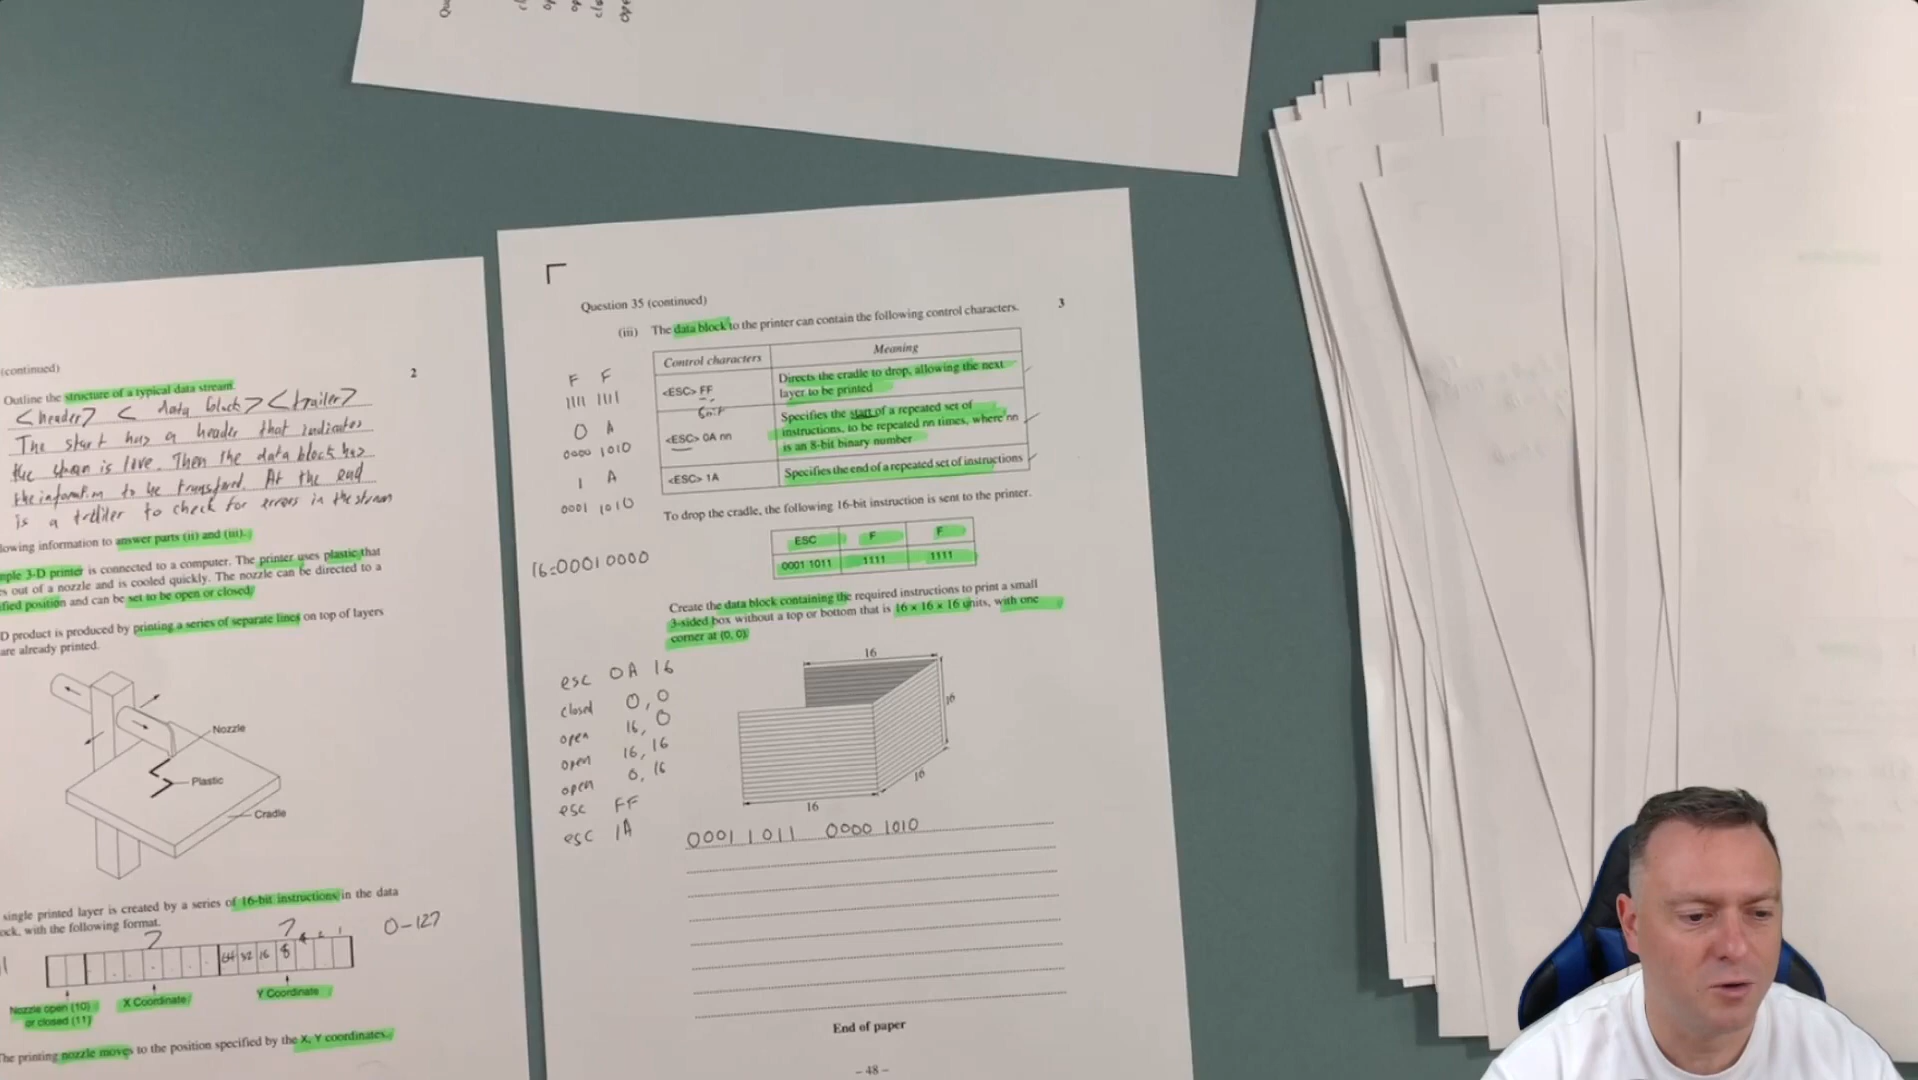 Qu
(continued)
2
Outline the structure of a typical data stream.
<header> < data block> <trailer>
The start has a header that indicates
the is live. Then the data block has
the information to be transfered. At the end
is a to check for errors in the stream
lowing information to answer parts (ii) and (iii).
mple 3-D printer is connected to a computer. The printer uses plastic that
es out of a nozzle and is cooled quickly. The nozzle can be directed to a
ified position and can be set to be open or closed.
D product is produced by printing a series of separate lines on top of layers
are already printed.
Nozzle
Plastic
Cradle
single printed layer is created by a series of 16-bit instructions in the data
ock, with the following format.
7 7 0-127
4 2 1
64 32 16 8
Nozzle open (10)
or closed (11)
X Coordinate
Y Coordinate
The printing nozzle moves to the position specified by the X, Y coordinates.
Question 35 (continued)
3
(iii) The data block to the printer can contain the following control characters.
Control characters Meaning
<ESC> FF Directs the cradle to drop, allowing the next
layer to be printed
<ESC> 0A nn Specifies the start of a repeated set of
instructions, to be repeated nn times, where nn
is an 8-bit binary number
<ESC> 1A Specifies the end of a repeated set of instructions
F F
1111 1111
0 A
0000 1010
1 A
0001 1010
To drop the cradle, the following 16-bit instruction is sent to the printer.
ESC F F
0001 1011 1111 1111
16=0001 0000
Create the data block containing the required instructions to print a small
3-sided box without a top or bottom that is 16 × 16 × 16 units, with one
corner at (0, 0).
16
16
16
16
esc 0A 16
closed 0,0
open 16,0
open 16,16
open 0,16
esc FF
esc 1A
0001 1011 0000 1010
End of paper
– 48 –